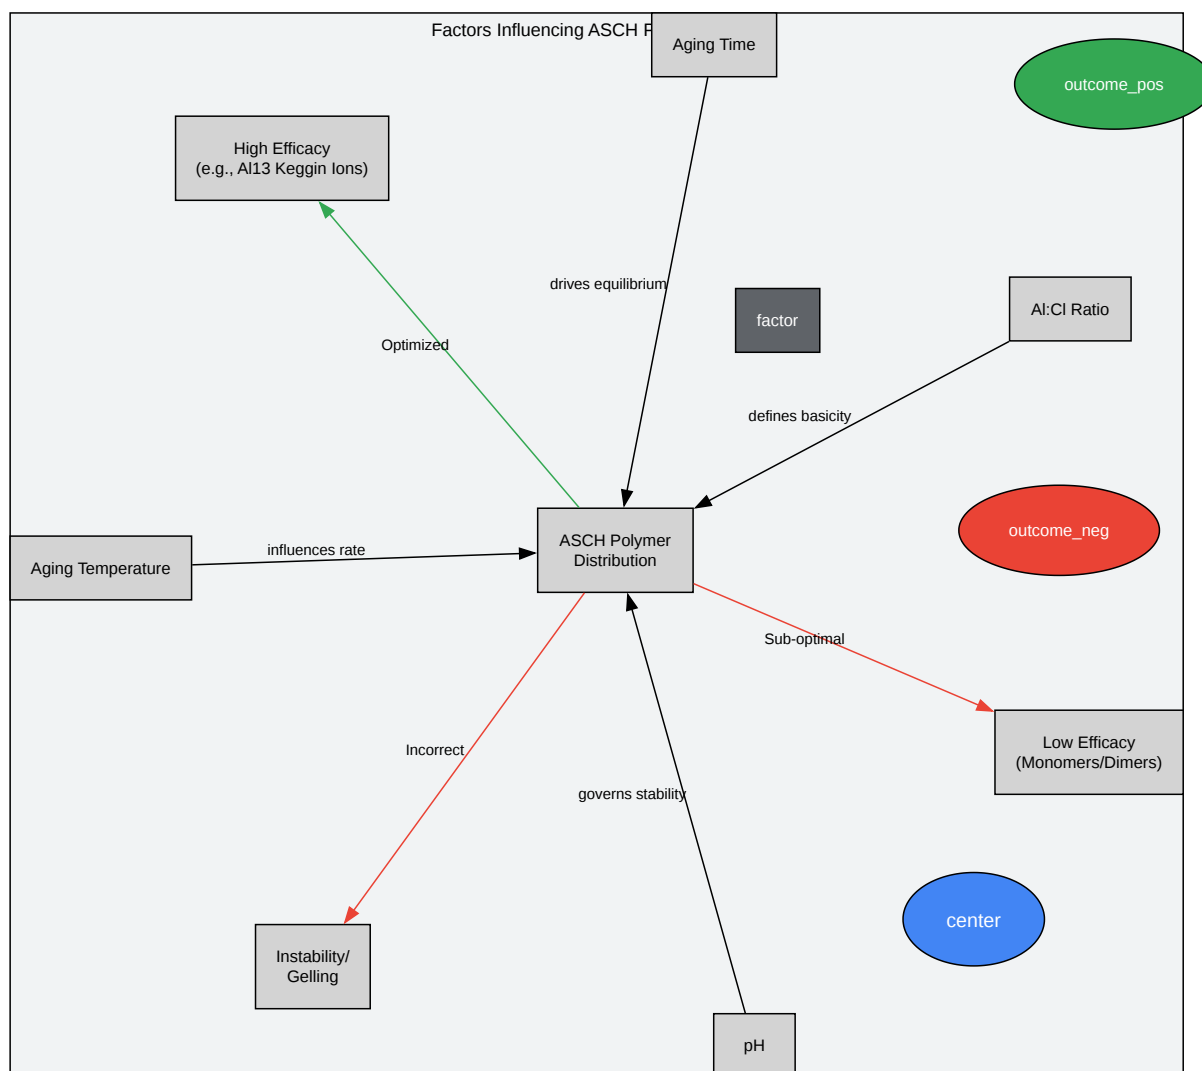 Factors Influencing ASCH
Aging Time
outcome_pos
High Efficacy
(e.g., Al13 Keggin Ions)
drives equilibrium
Al:Cl Ratio
factor
Optimized
defines basicity
ASCH Polymer
Distribution
outcome_neg
influences rate
Aging Temperature
Sub-optimal
Low Efficacy
(Monomers/Dimers)
Incorrect
governs stability
center
Instability/
Gelling
pH